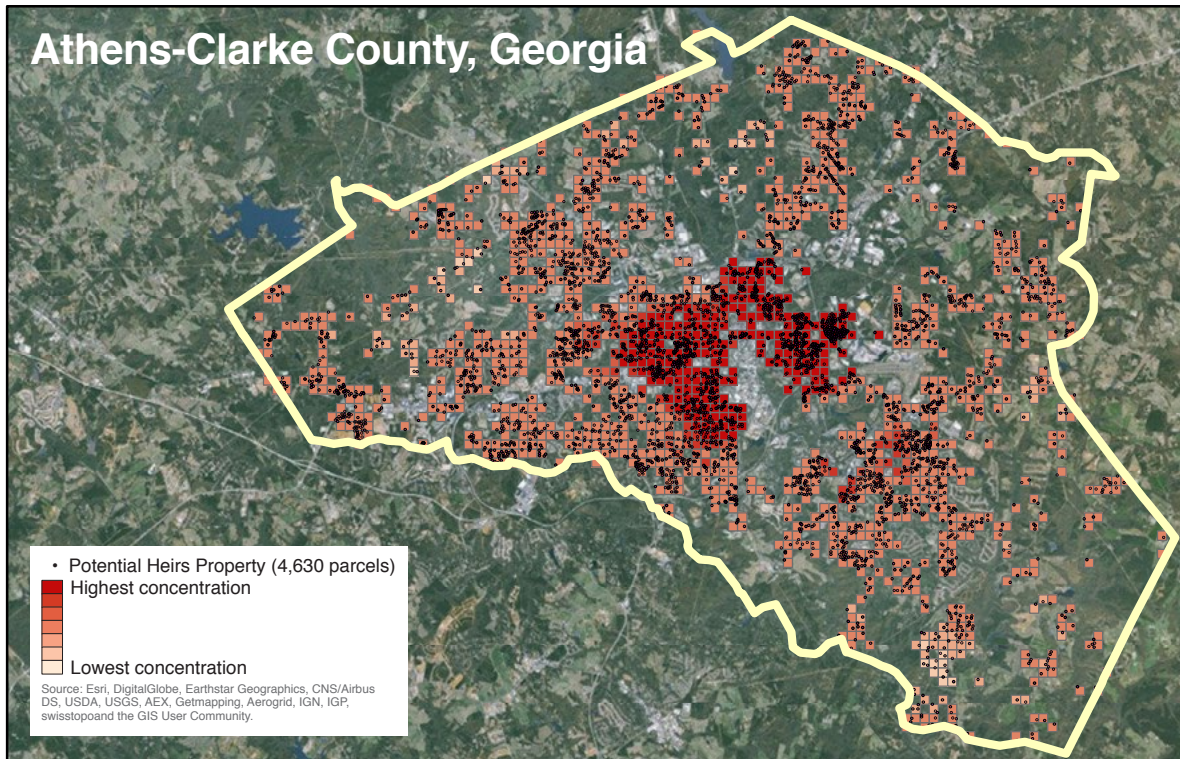 Athens-Clarke County, Georgia
• Potential Heirs Property (4,630 parcels)
Highest concentration
Lowest concentration
Source: Esri, DigitalGlobe, Earthstar Geographics, CNS/Airbus
DS, USDA, USGS, AEX, Getmapping, Aerogrid, IGN, IGP,
swisstopoand the GIS User Community.